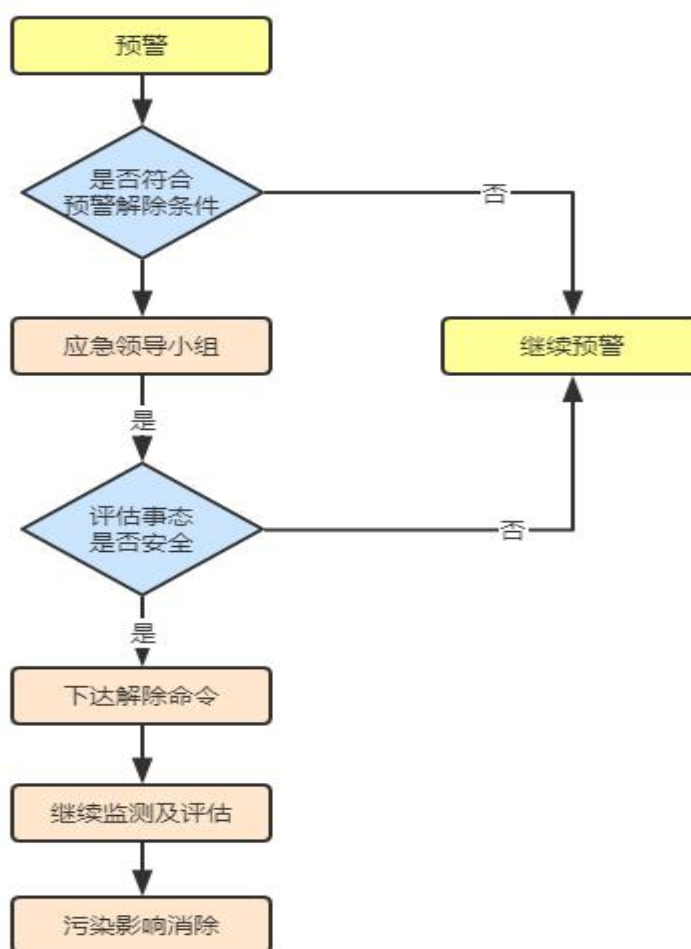 预警
是否符合
预警解除条件
否
应急领导小组
继续预警
是
评估事态
是否安全
否
是
下达解除命令
继续监测及评估
污染影响消除